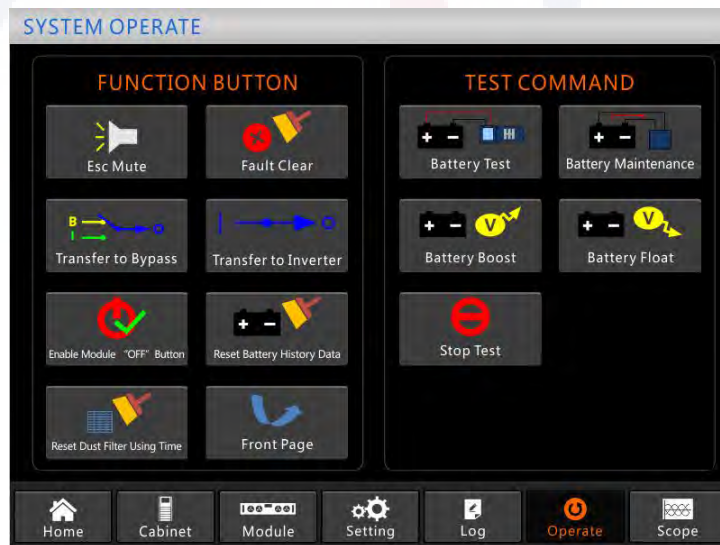 SYSTEM OPERATE
FUNCTION BUTTON
Esc Mute
Fault Clear
B
I
O
Transfer to Bypass
I
O
Transfer to Inverter
Enable Module “OFF” Button
Reset Battery History Data
Reset Dust Filter Using Time
Front Page
TEST COMMAND
Battery Test
Battery Maintenance
V
Battery Boost
V
Battery Float
Stop Test
Home
Cabinet
Module
Setting
Log
Operate
Scope